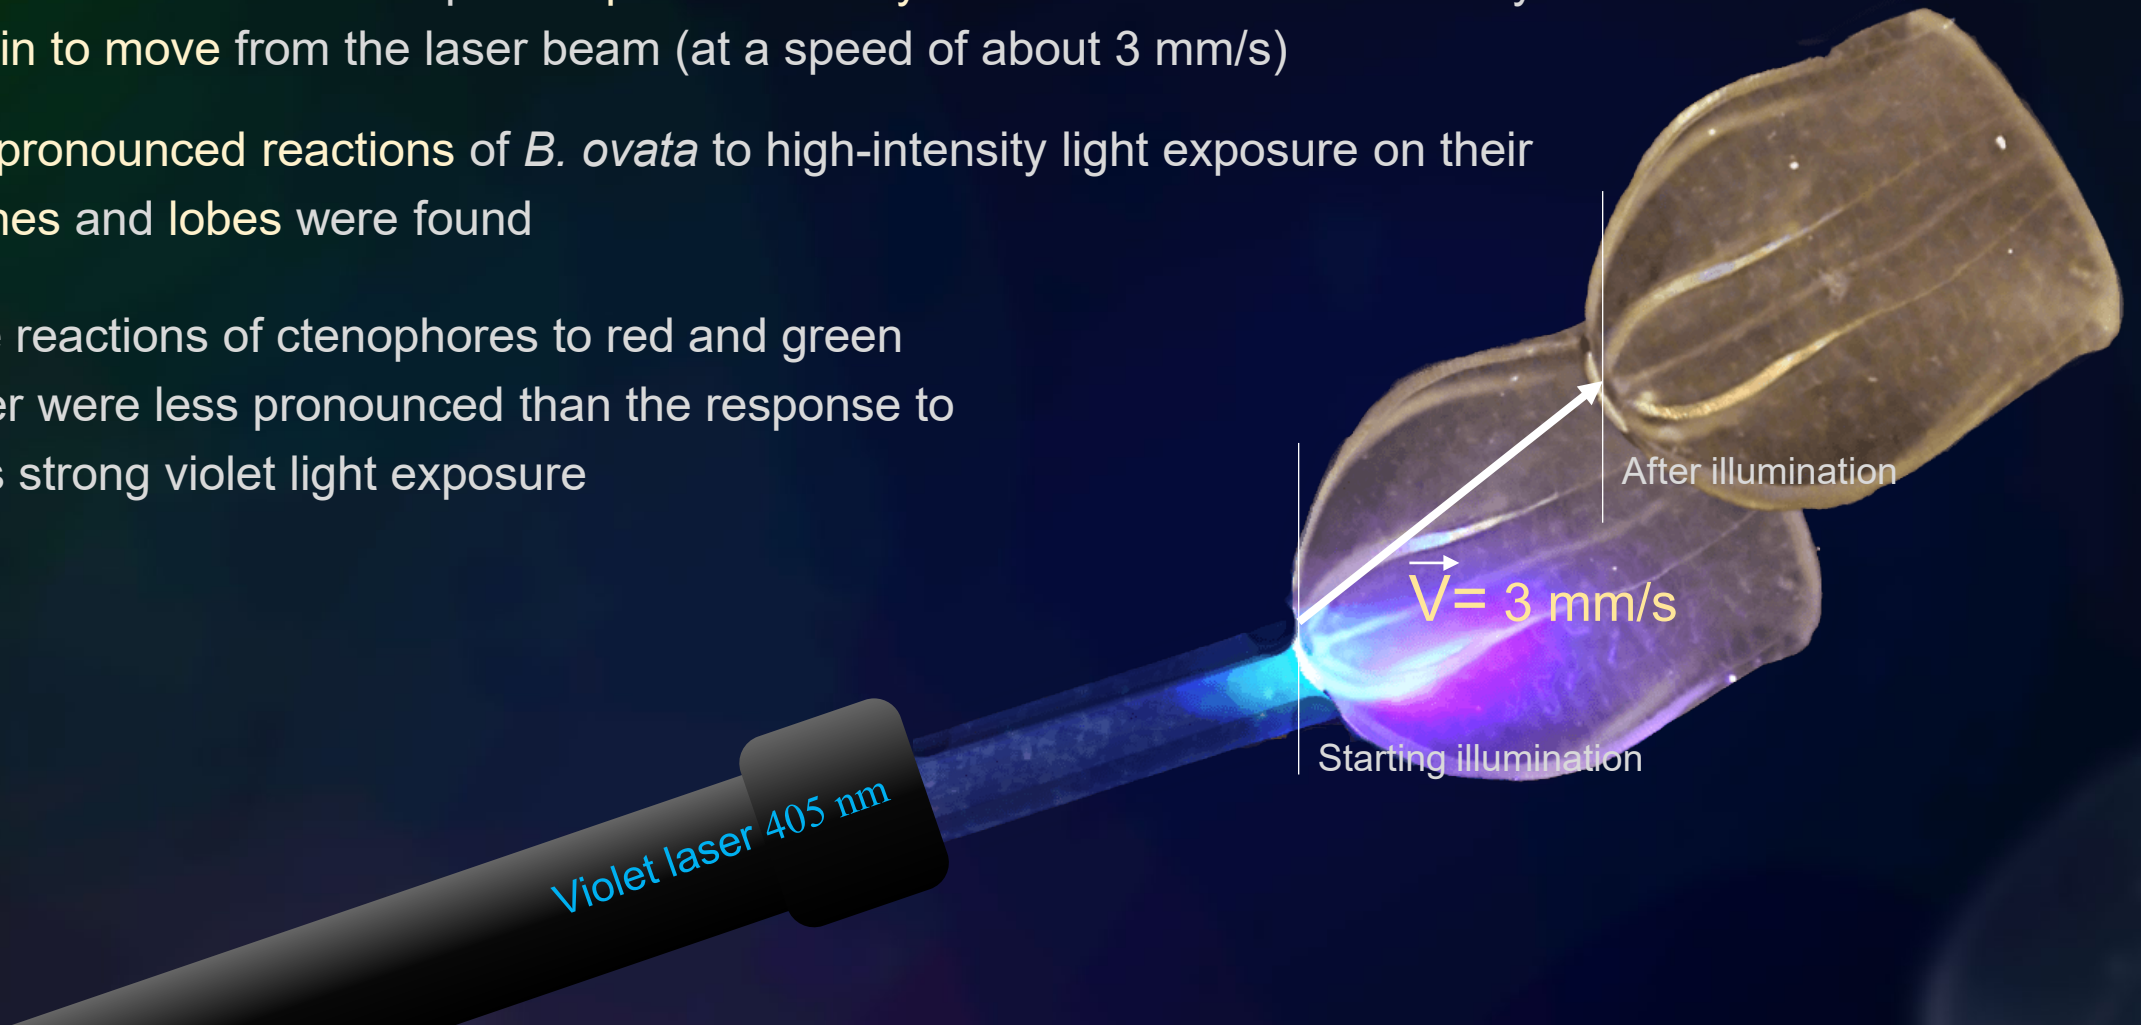 in to move from the laser beam (at a speed of about 3 mm/s)
pronounced reactions of B. ovata to high-intensity light exposure on their
and lobes were found
reactions of ctenophores to red and green
were less pronounced than the response to
strong violet light exposure
After illumination
V= 3 mm/s
Starting illumination
Violet laser 405 nm